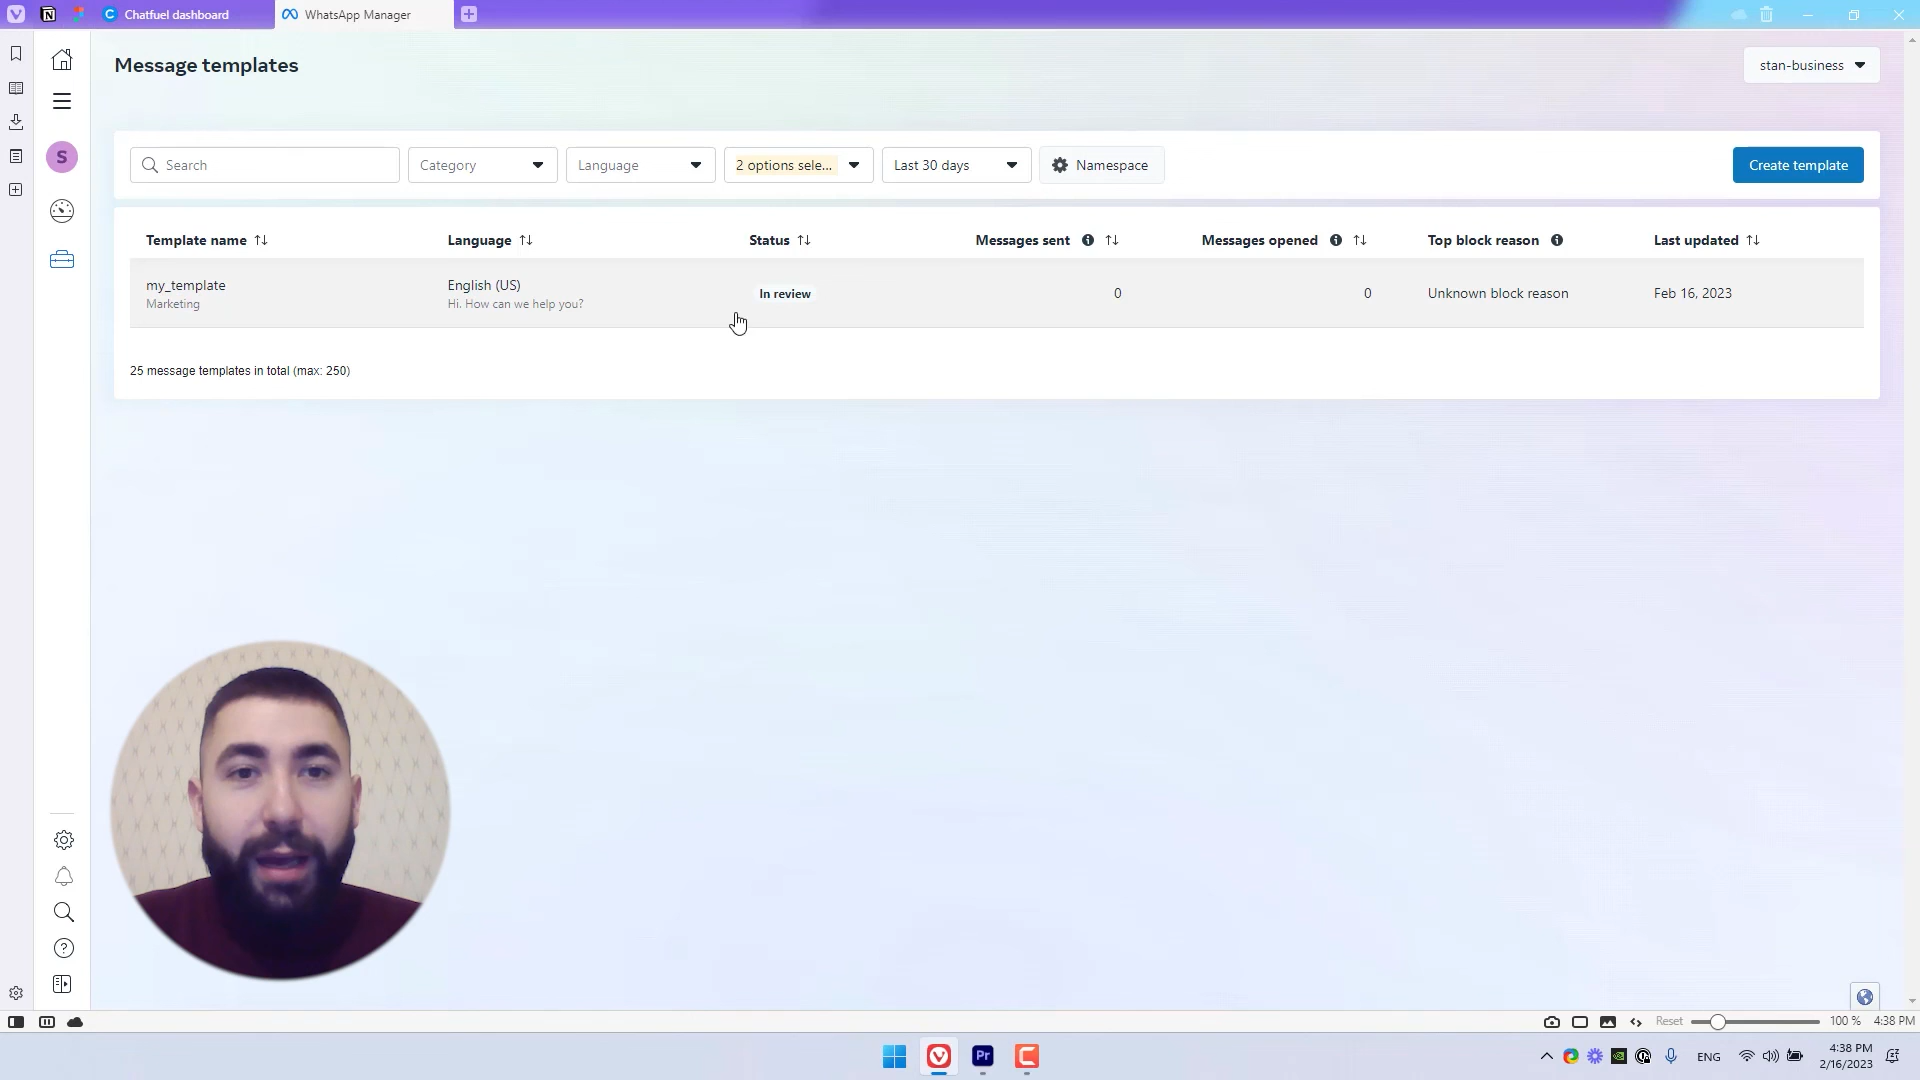 Chatfuel dashboard
WhatsApp Manager
Message templates
stan-business
Search
Category
Language
2 options sele...
Last 30 days
Namespace
Create template
Template name
Language
Status
Messages sent
Messages opened
Top block reason
Last updated
my_template
Marketing
English (US)
Hi. How can we help you?
In review
0
0
Unknown block reason
Feb 16, 2023
25 message templates in total (max: 250)
S
Reset
100 %
4:38 PM
Pr
ENG
4:38 PM
2/16/2023